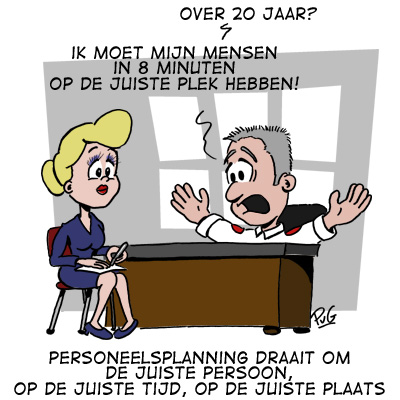 OVER 20 JAAR?
IK MOET MIJN MENSEN
IN 8 MINUTEN
OP DE JUISTE PLEK HEBBEN!
PvG
PERSONEELSPLANNING DRAAIT OM
DE JUISTE PERSOON,
OP DE JUISTE TIJD, OP DE JUISTE PLAATS